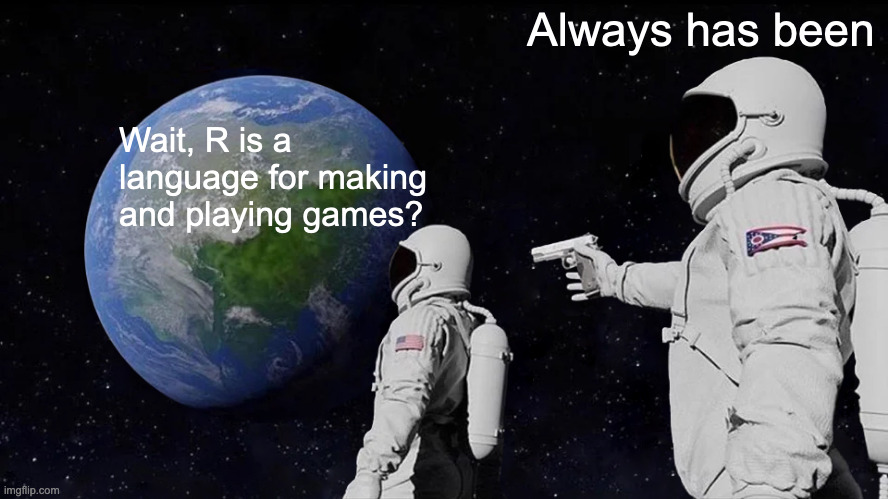 Always has been
Wait, R is a
language for making
and playing games?
imgflip.com